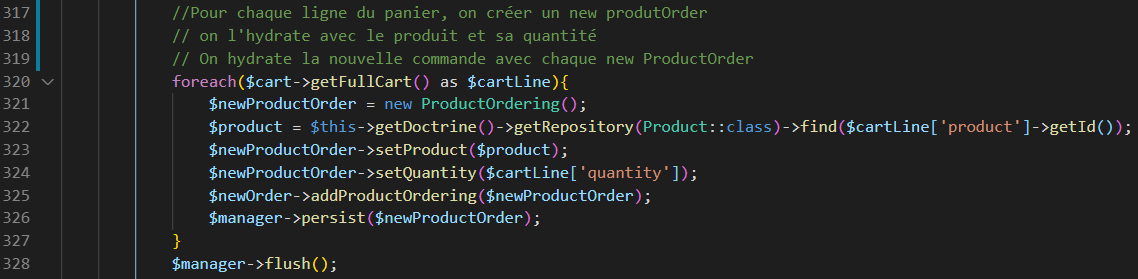 317 //Pour chaque ligne du panier, on créer un new produtOrder
318 // on l'hydrate avec le produit et sa quantité
319 // On hydrate la nouvelle commande avec chaque new ProductOrder
320 foreach($cart->getFullCart() as $cartLine){
321 $newProductOrder = new ProductOrdering();
322 $product = $this->getDoctrine()->getRepository(Product::class)->find($cartLine['product']->getId());
323 $newProductOrder->setProduct($product);
324 $newProductOrder->setQuantity($cartLine['quantity']);
325 $newOrder->addProductOrdering($newProductOrder);
326 $manager->persist($newProductOrder);
327 }
328 $manager->flush();